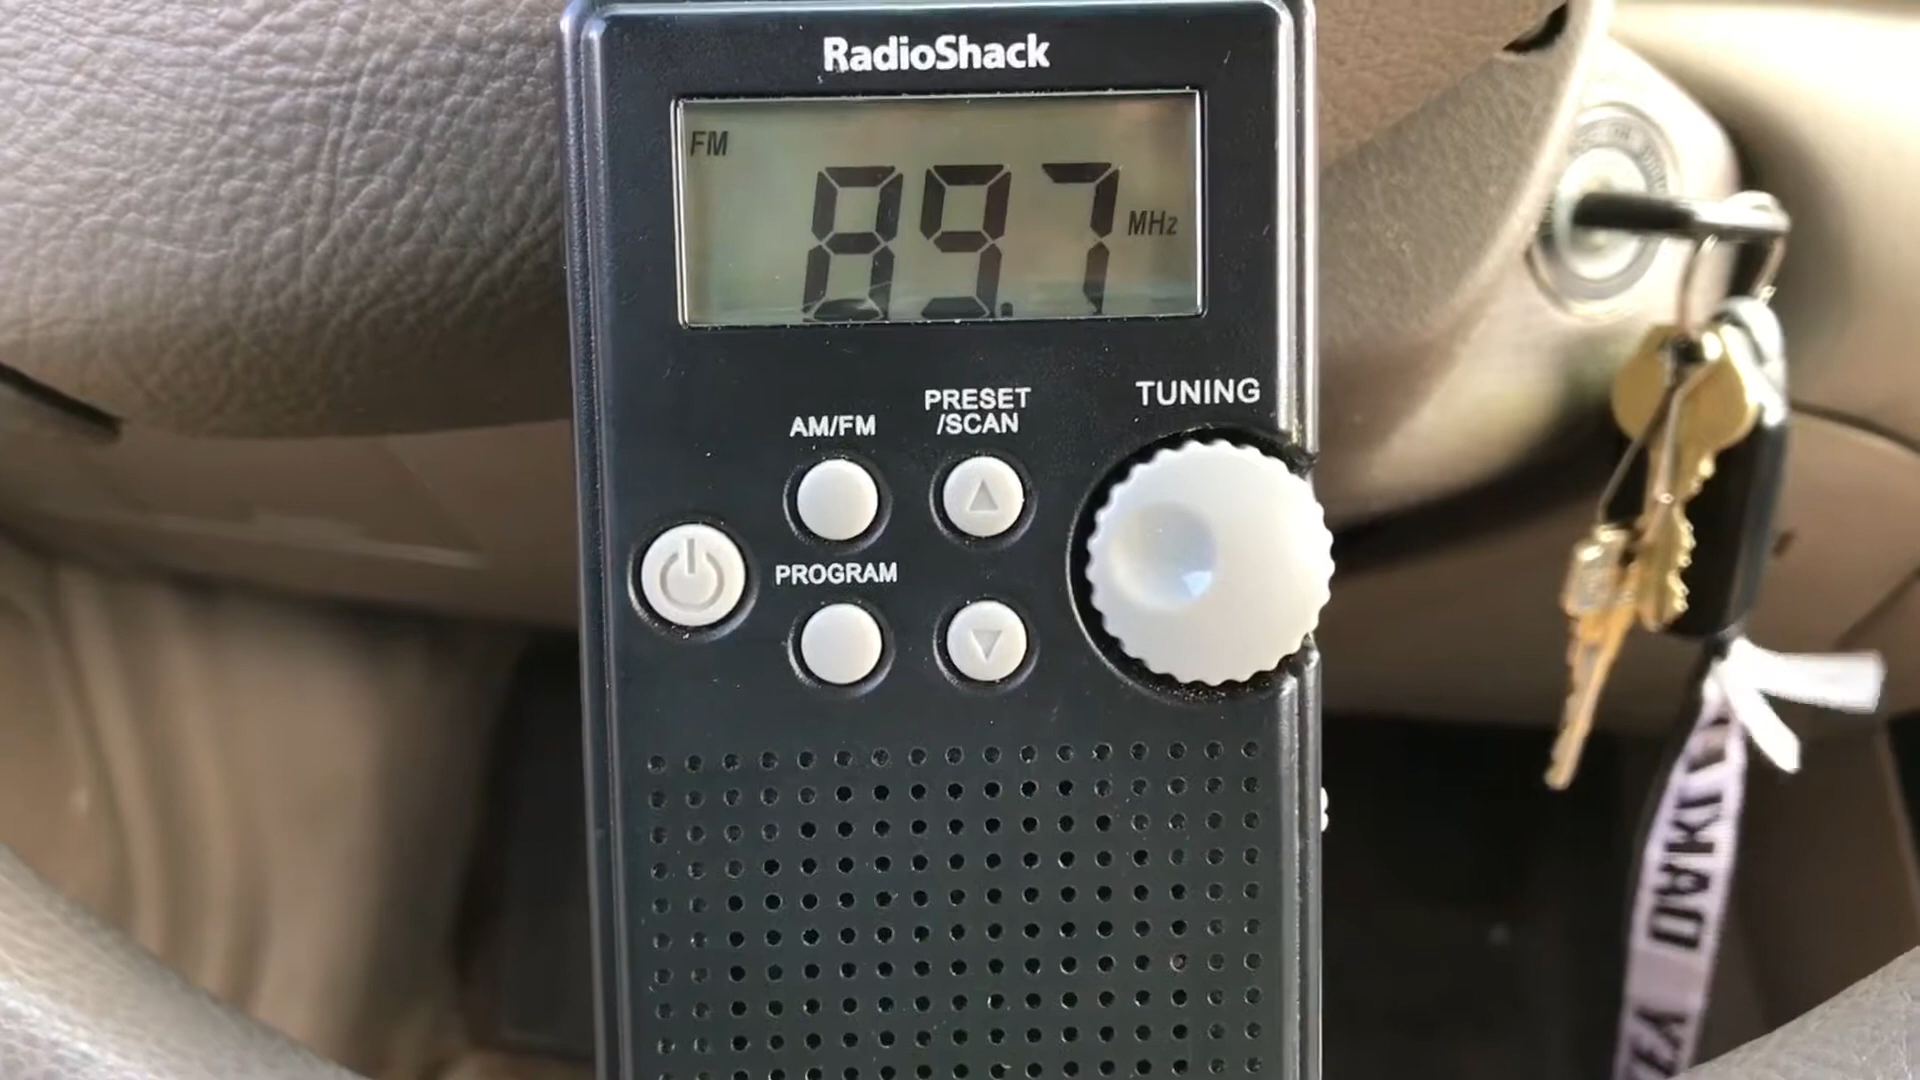 RadioShack
FM
89.7 MHz
TUNING
PRESET
/SCAN
AM/FM
PROGRAM